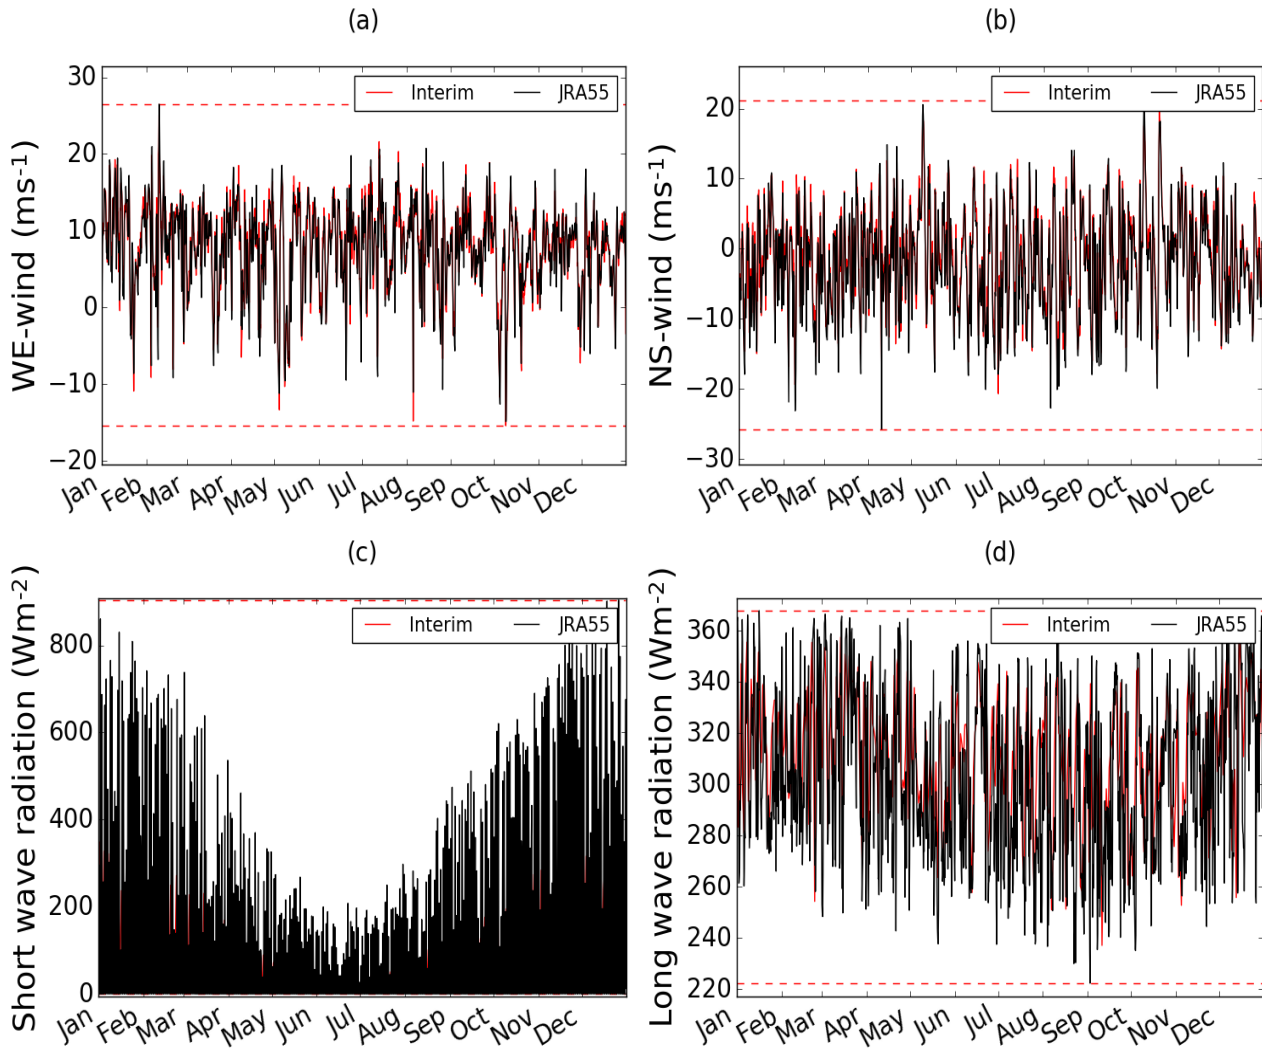 (a)
WE-wind (ms⁻¹)
30
20
10
0
−10
−20
Interim JRA55
Jan Feb Mar Apr May Jun Jul Aug Sep Oct Nov Dec
(b)
NS-wind (ms⁻¹)
20
10
0
−10
−20
−30
Interim JRA55
Jan Feb Mar Apr May Jun Jul Aug Sep Oct Nov Dec
(c)
Short wave radiation (Wm⁻²)
800
600
400
200
0
Interim JRA55
Jan Feb Mar Apr May Jun Jul Aug Sep Oct Nov Dec
(d)
Long wave radiation (Wm⁻²)
360
340
320
300
280
260
240
220
Interim JRA55
Jan Feb Mar Apr May Jun Jul Aug Sep Oct Nov Dec